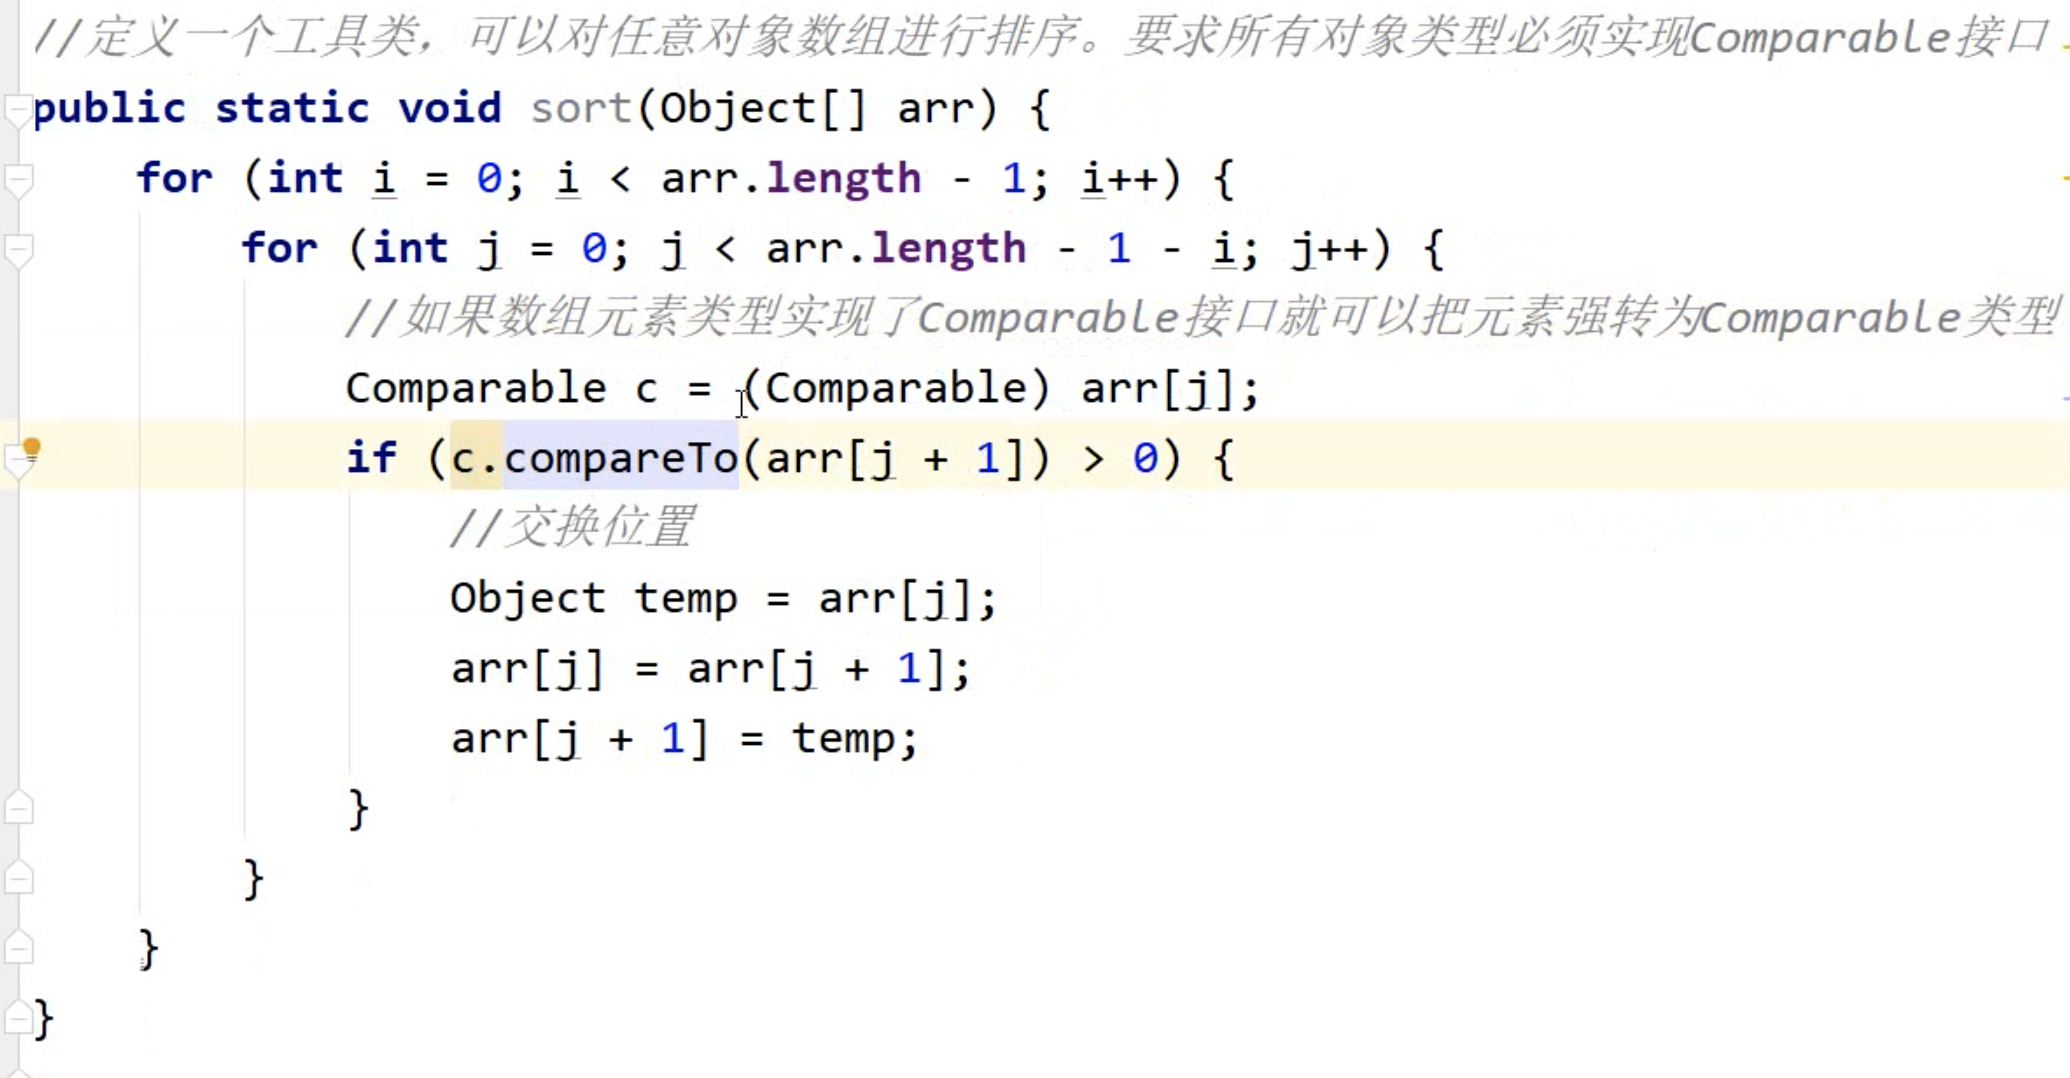 //定义一个工具类，可以对任意对象数组进行排序。要求所有对象类型必须实现Comparable接口
public static void sort(Object[] arr) {
for (int i = 0; i < arr.length - 1; i++) {
for (int j = 0; j < arr.length - 1 - i; j++) {
//如果数组元素类型实现了Comparable接口就可以把元素强转为Comparable类型
Comparable c = (Comparable) arr[j];
if (c.compareTo(arr[j + 1]) > 0) {
//交换位置
Object temp = arr[j];
arr[j] = arr[j + 1];
arr[j + 1] = temp;
}
}
}
}